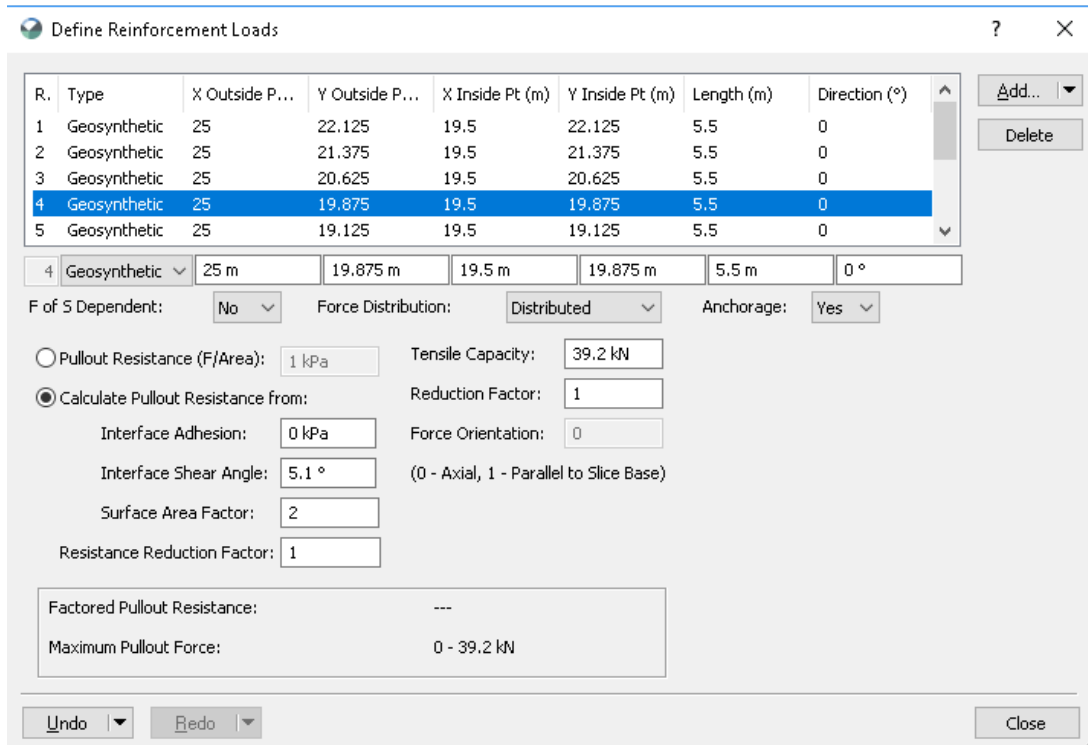 Define Reinforcement Loads ? ×
R. Type X Outside P... Y Outside P... X Inside Pt (m) Y Inside Pt (m) Length (m) Direction (°)
Add...
1 Geosynthetic 25 22.125 19.5 22.125 5.5 0
Delete
2 Geosynthetic 25 21.375 19.5 21.375 5.5 0
3 Geosynthetic 25 20.625 19.5 20.625 5.5 0
4 Geosynthetic 25 19.875 19.5 19.875 5.5 0
5 Geosynthetic 25 19.125 19.5 19.125 5.5 0
4 Geosynthetic 25 m 19.875 m 19.5 m 19.875 m 5.5 m 0 °
F of S Dependent: No Force Distribution: Distributed Anchorage: Yes
Pullout Resistance (F/Area): 1 kPa Tensile Capacity: 39.2 kN
Calculate Pullout Resistance from: Reduction Factor: 1
Interface Adhesion: 0 kPa Force Orientation: 0
Interface Shear Angle: 5.1 ° (0 - Axial, 1 - Parallel to Slice Base)
Surface Area Factor: 2
Resistance Reduction Factor: 1
Factored Pullout Resistance: ---
Maximum Pullout Force: 0 - 39.2 kN
Undo Redo Close